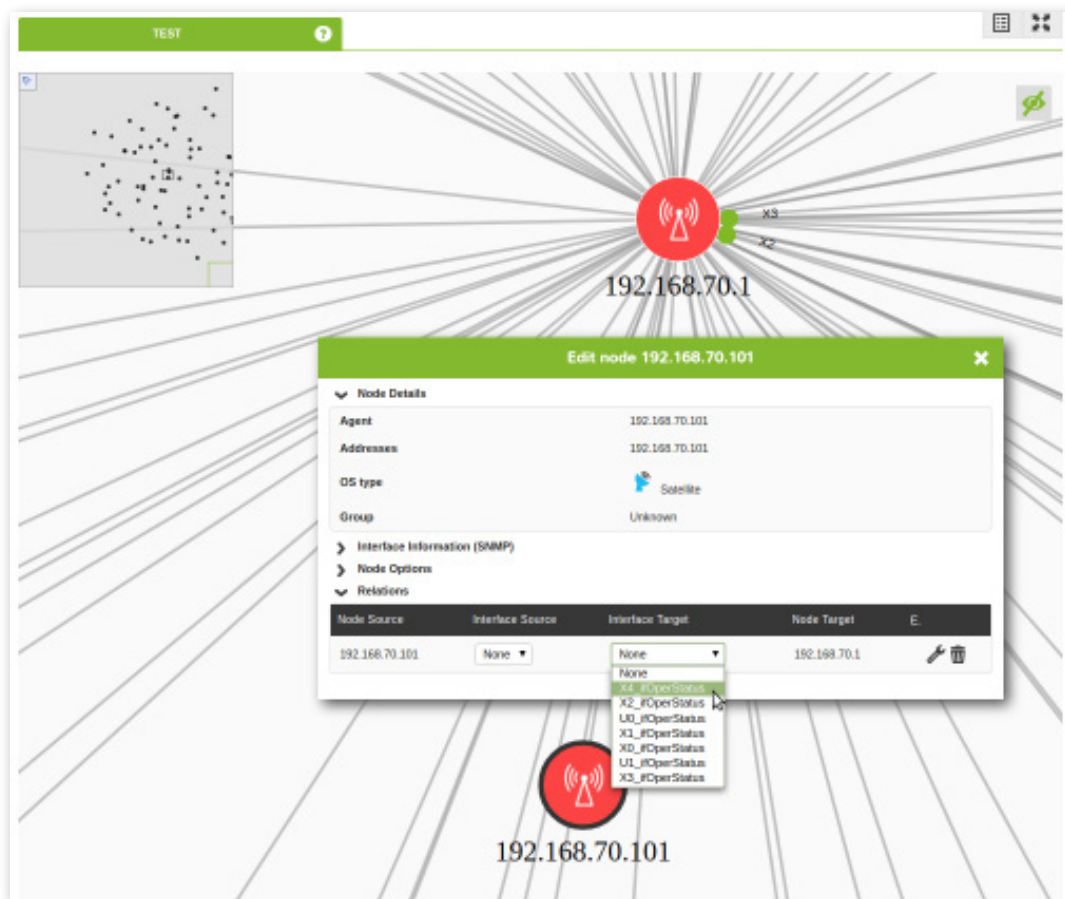 TEST ?
X3
X2
192.168.70.1
Edit node 192.168.70.101
Node Details
Agent 192.168.70.101
Addresses 192.168.70.101
OS type Satellite
Group Unknown
Interface Information (SNMP)
Node Options
Relations
Node Source Interface Source Interface Target Node Target E.
192.168.70.101 None None 192.168.70.1
None
X4_ifOperStatus
X2_ifOperStatus
U0_ifOperStatus
X1_ifOperStatus
X0_ifOperStatus
U1_ifOperStatus
X3_ifOperStatus
192.168.70.101